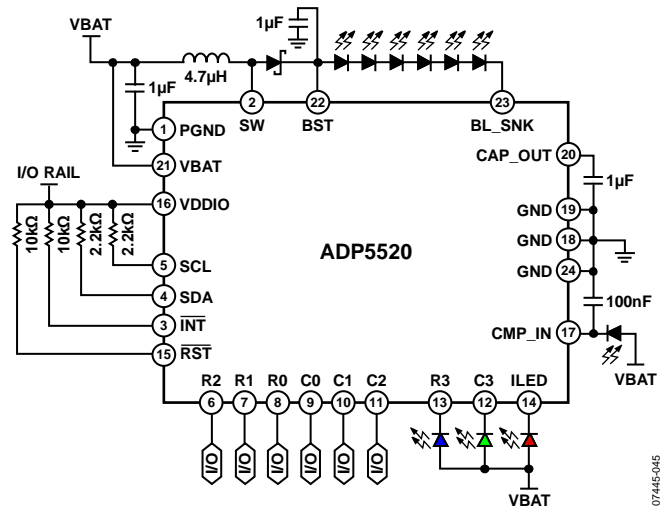 VBAT
1µF
4.7µH
1µF
2
22
23
SW
BST
BL_SNK
1
PGND
21
VBAT
I/O RAIL
16
VDDIO
10kΩ
10kΩ
2.2kΩ
2.2kΩ
5
SCL
4
SDA
3
INT
15
RST
ADP5520
CAP_OUT
20
1µF
GND
19
GND
18
GND
24
100nF
CMP_IN
17
VBAT
R2
R1
R0
C0
C1
C2
R3
C3
ILED
6
7
8
9
10
11
13
12
14
I/O
I/O
I/O
I/O
I/O
I/O
VBAT
07445-045